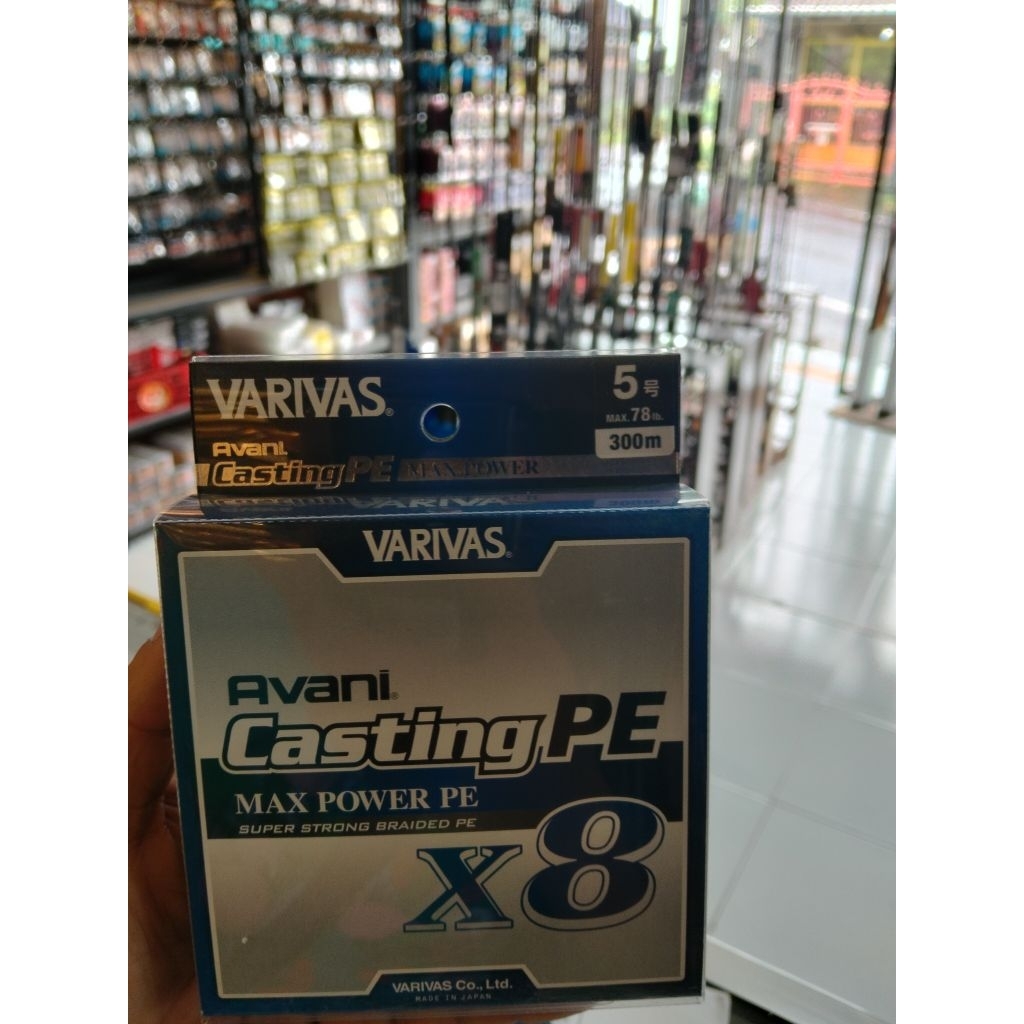 VARIVAS®
5号
MAX.78lb.
300m
Avani
Casting PE MAX POWER
VARIVAS®
Avani®
Casting PE
MAX POWER PE
SUPER STRONG BRAIDED PE
X8
VARIVAS Co., Ltd.
MADE IN JAPAN